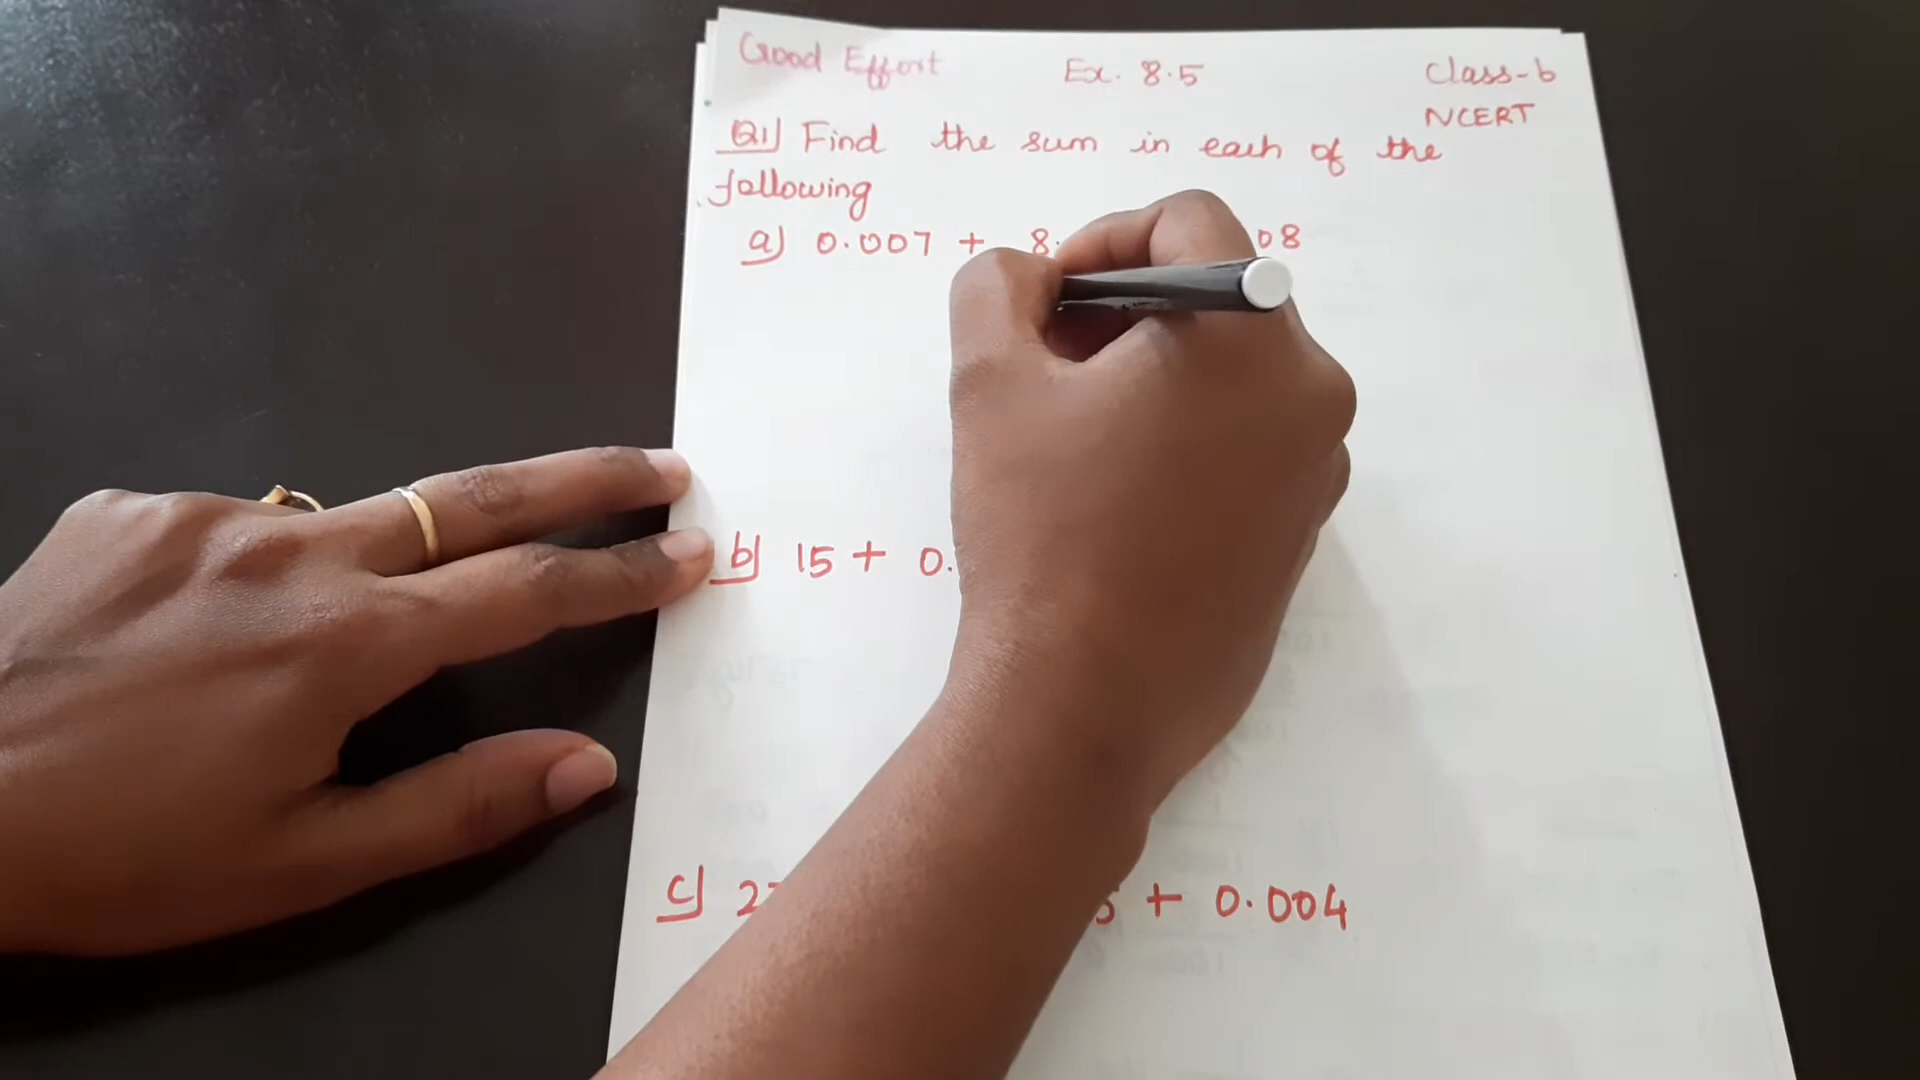 Good Effort Ex. 8.5 Class-6
NCERT
Q1) Find the sum in each of the
following
a) 0.007 + 8. 08
b) 15 + 0.
c) 2 + 0.004